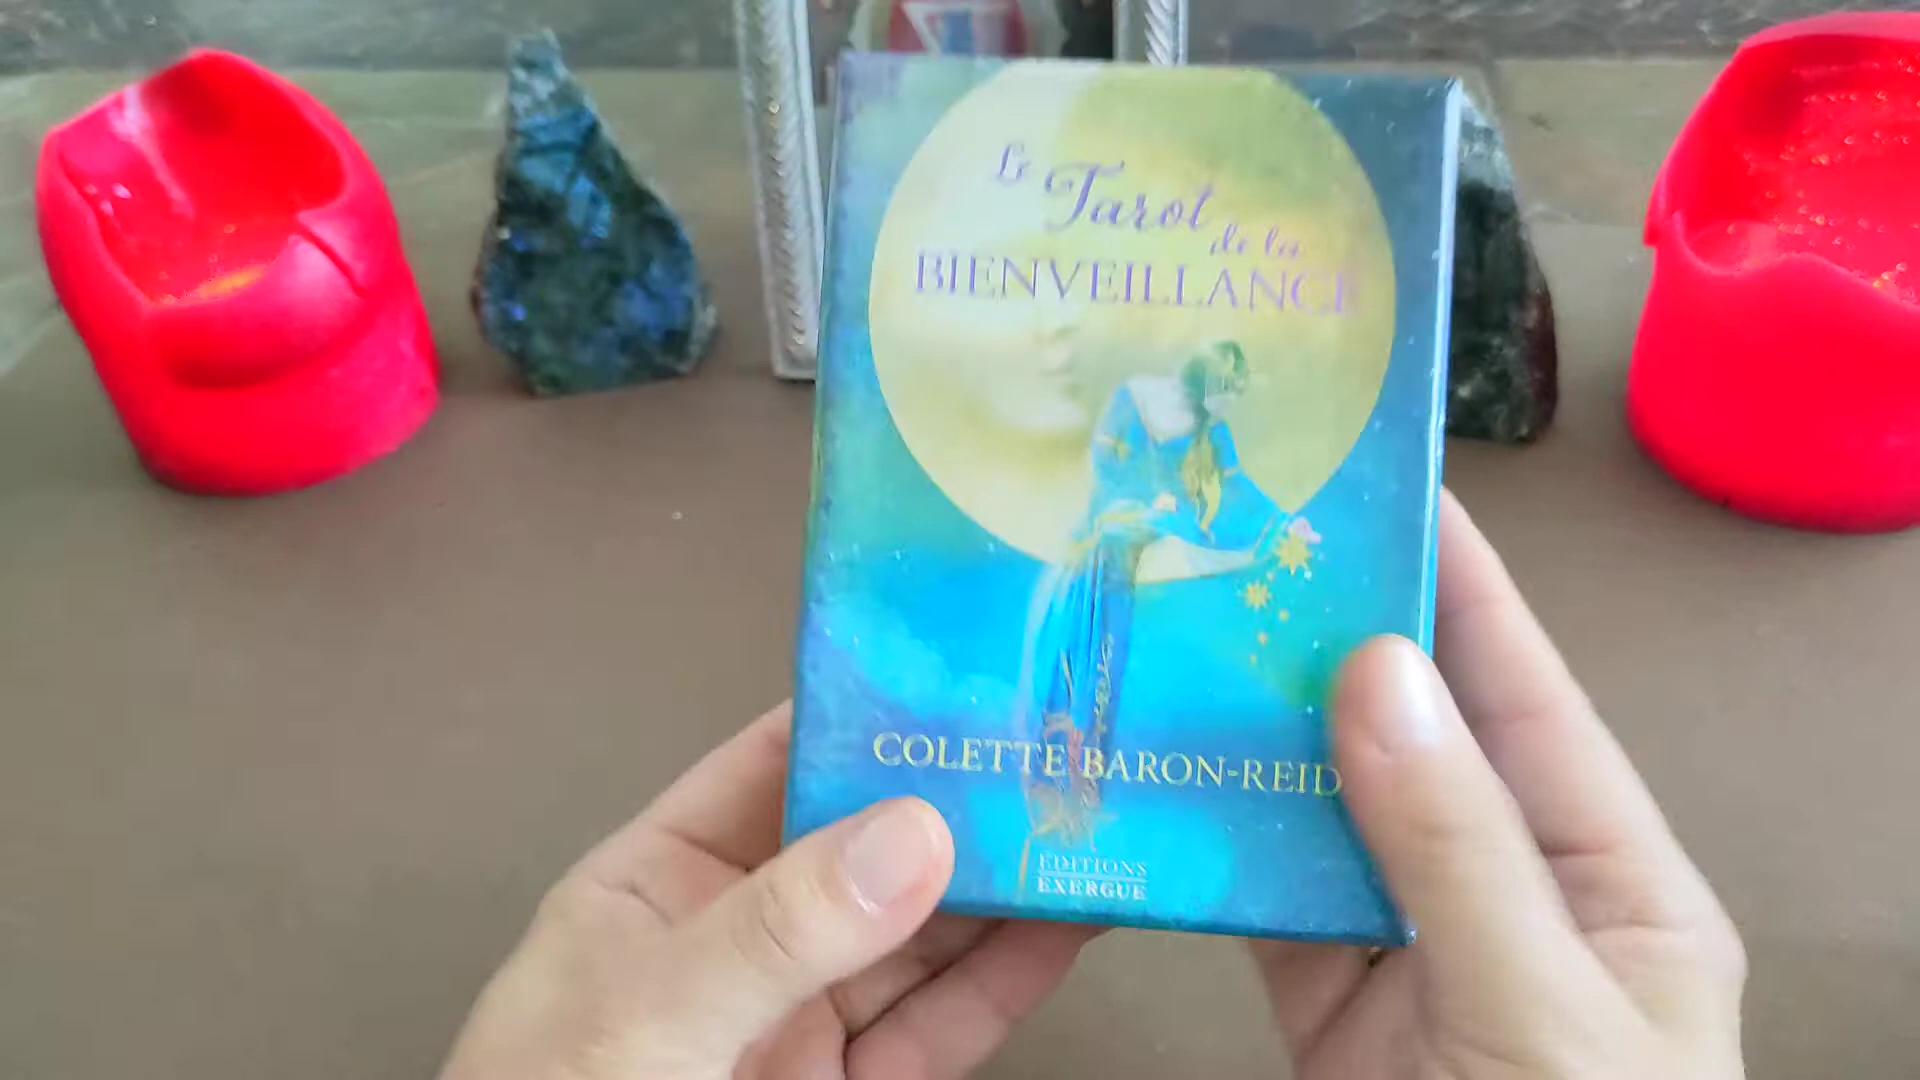 Le Tarot
de la
BIENVEILLANCE
COLETTE BARON-REID
EDITIONS
EXERGUE